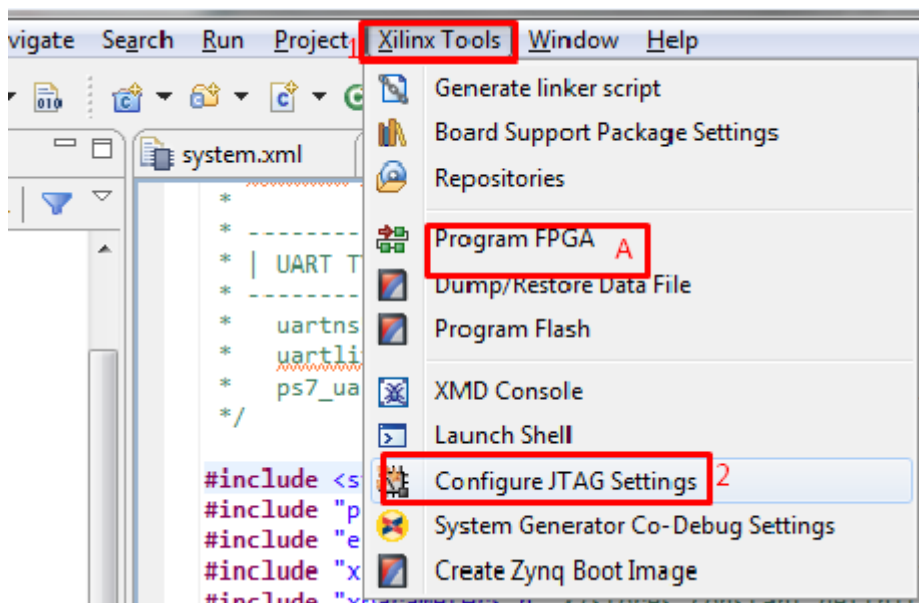 vigate Search Run Project 1 Xilinx Tools Window Help
010
Generate linker script
Board Support Package Settings
Repositories
Program FPGA A
Dump/Restore Data File
Program Flash
XMD Console
Launch Shell
Configure JTAG Settings 2
System Generator Co-Debug Settings
Create Zynq Boot Image
system.xml
*
* --------
* | UART T
* --------
* uartns
* uartli
* ps7_ua
*/
#include <s
#include "p
#include "e
#include "x
#include "x